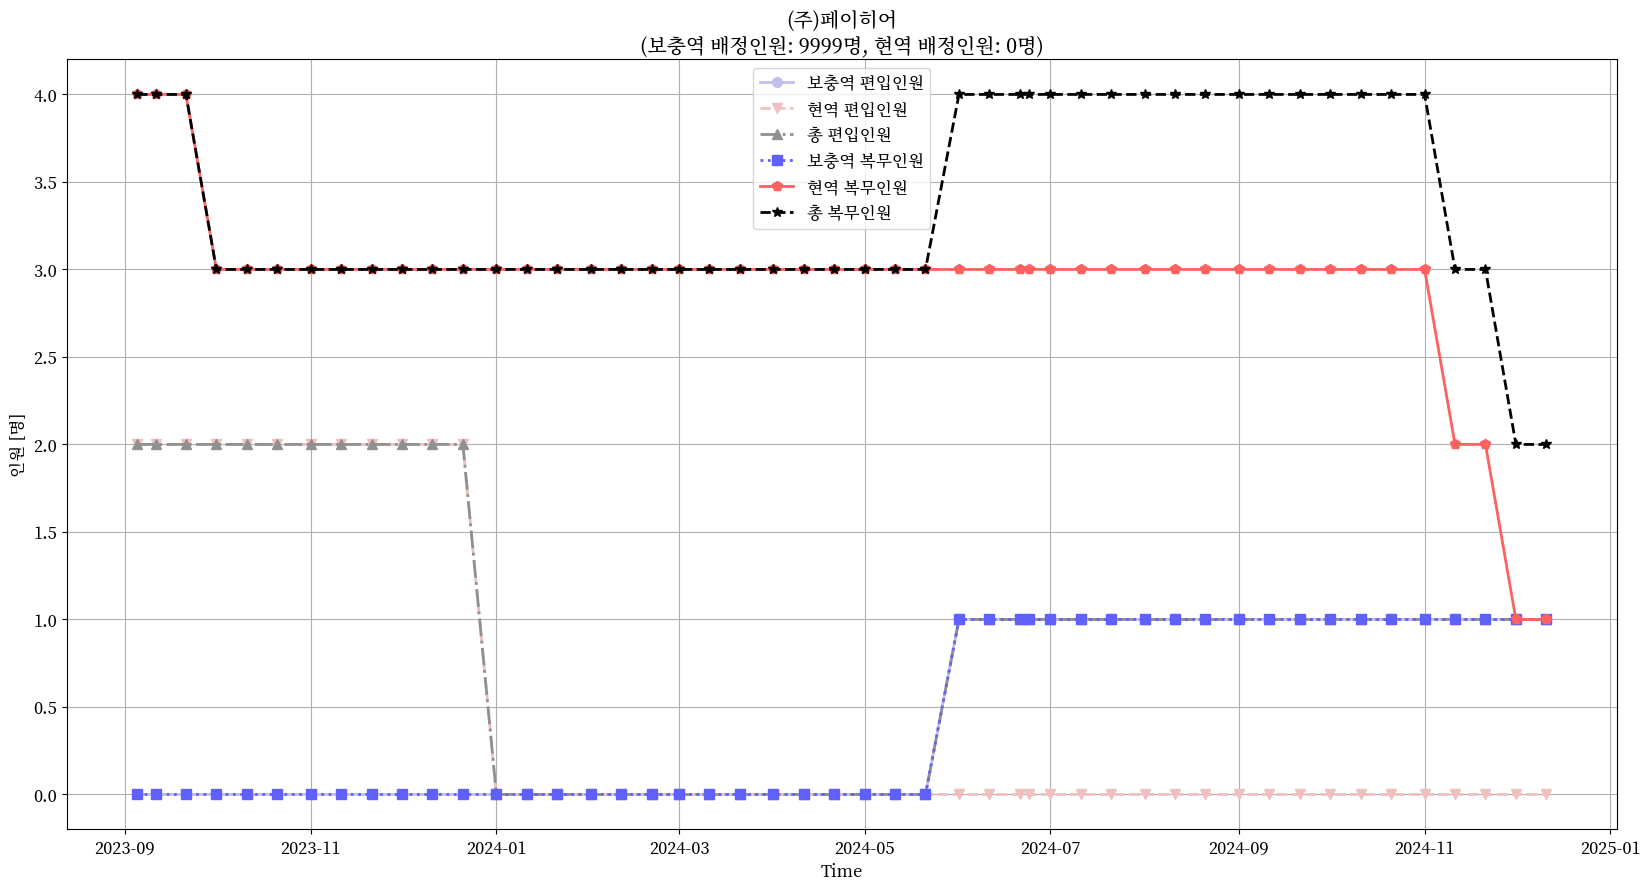 (주)페이히어
(보충역 배정인원: 9999명, 현역 배정인원: 0명)
보충역 편입인원
현역 편입인원
총 편입인원
보충역 복무인원
현역 복무인원
총 복무인원
인원 [명]
4.0
3.5
3.0
2.5
2.0
1.5
1.0
0.5
0.0
2023-09 2023-11 2024-01 2024-03 2024-05 2024-07 2024-09 2024-11 2025-01
Time